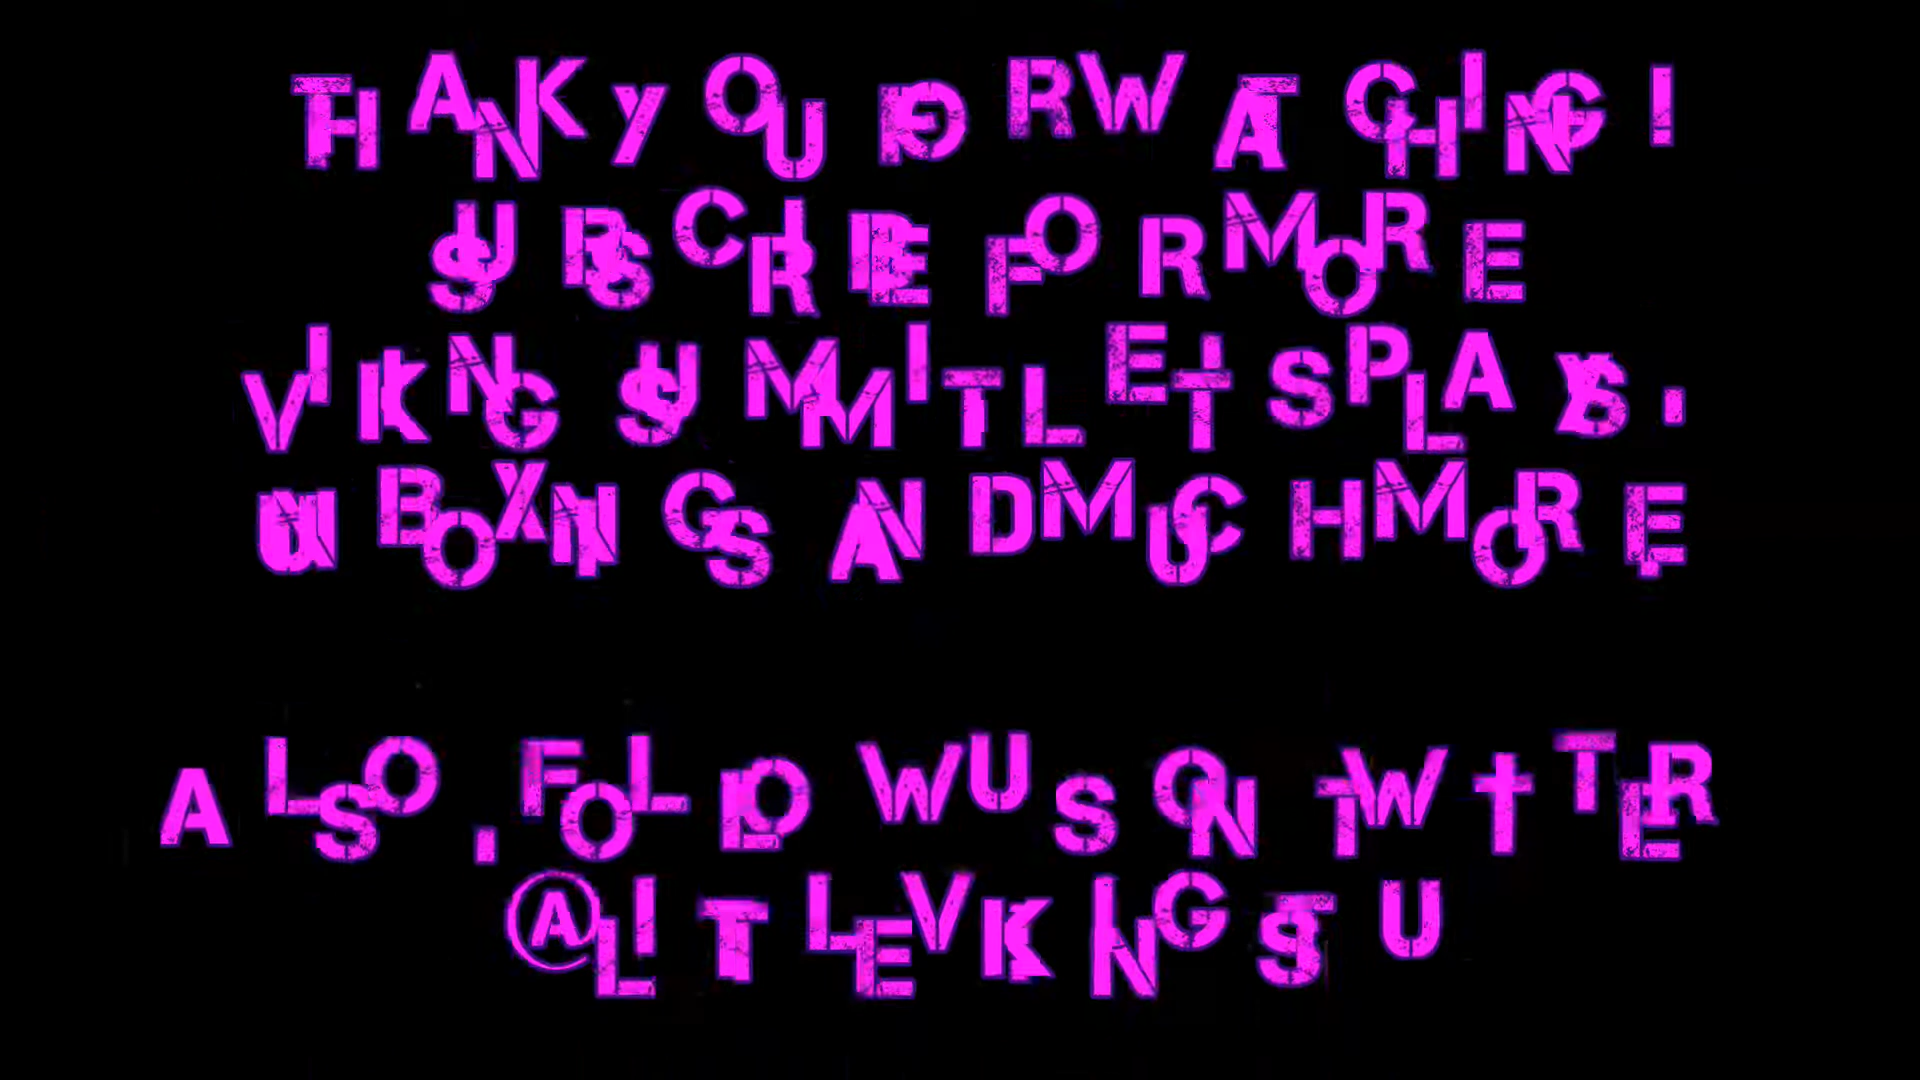 THANK YOU FOR WATCHING!
SUBSCRIBE FOR MORE
VIKING SUMMIT LET'S PLAYS,
UNBOXINGS AND MUCH MORE.
ALSO, FOLLOW US ON TWITTER
@LITTLEVIKINGSTU